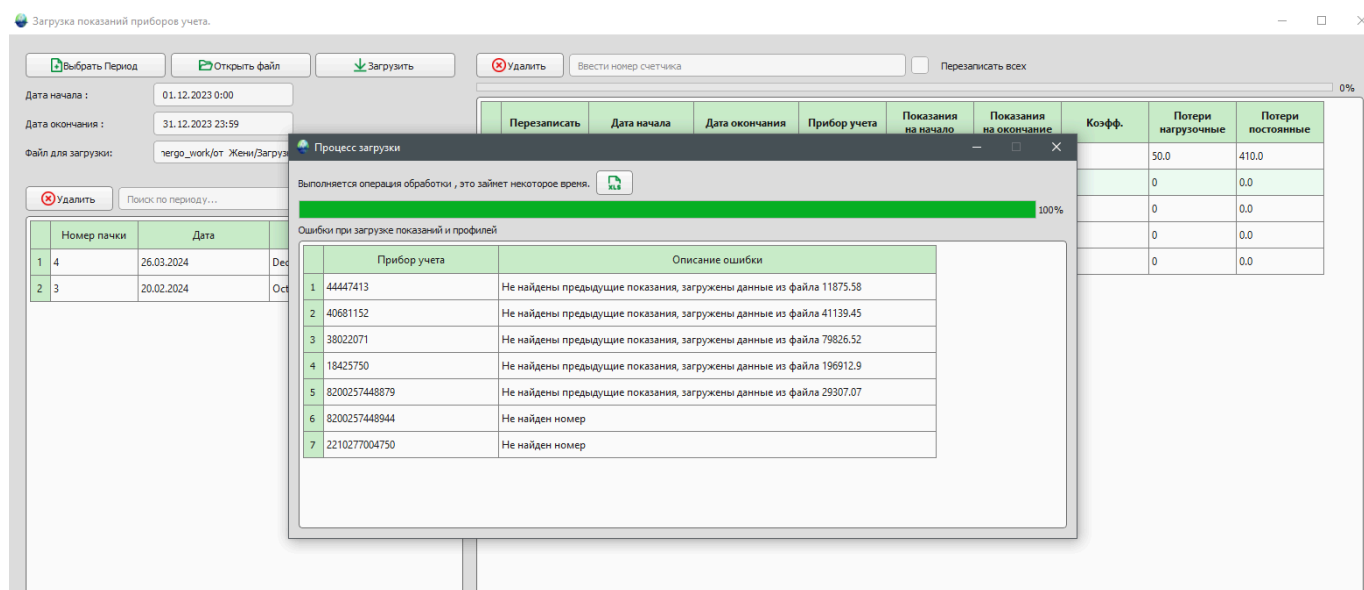 Загрузка показаний приборов учета.
Выбрать Период
Открыть файл
Загрузить
Удалить
Ввести номер счетчика
Перезаписать всех
Дата начала :
01.12.2023 0:00
0%
Дата окончания :
31.12.2023 23:59
Файл для загрузки:
нergo_work/от Жени/Загруз
Удалить
Поиск по периоду...
Номер пачки Дата
1 4 26.03.2024 Dec
2 3 20.02.2024 Oct
Перезаписать Дата начала Дата окончания Прибор учета Показания на начало Показания на окончание Коэфф. Потери нагрузочные Потери постоянные
50.0 410.0
0 0.0
0 0.0
0 0.0
0 0.0
Процесс загрузки
Выполняется операция обработки , это займет некоторое время.
XLS
100%
Ошибки при загрузке показаний и профилей
Прибор учета Описание ошибки
1 44447413 Не найдены предыдущие показания, загружены данные из файла 11875.58
2 40681152 Не найдены предыдущие показания, загружены данные из файла 41139.45
3 38022071 Не найдены предыдущие показания, загружены данные из файла 79826.52
4 18425750 Не найдены предыдущие показания, загружены данные из файла 196912.9
5 8200257448879 Не найдены предыдущие показания, загружены данные из файла 29307.07
6 8200257448944 Не найден номер
7 2210277004750 Не найден номер